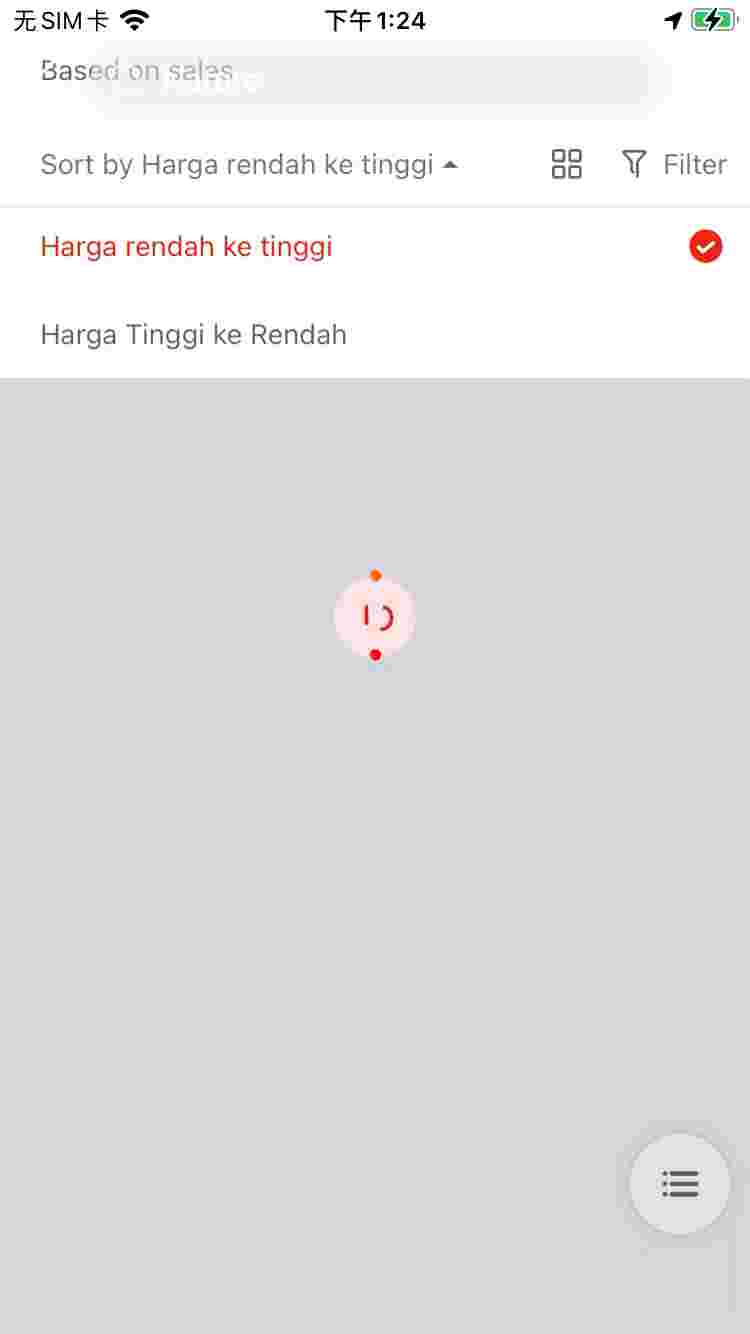 无SIM卡
下午1:24
Based on sales
Sort by Harga rendah ke tinggi
Filter
Harga rendah ke tinggi
Harga Tinggi ke Rendah